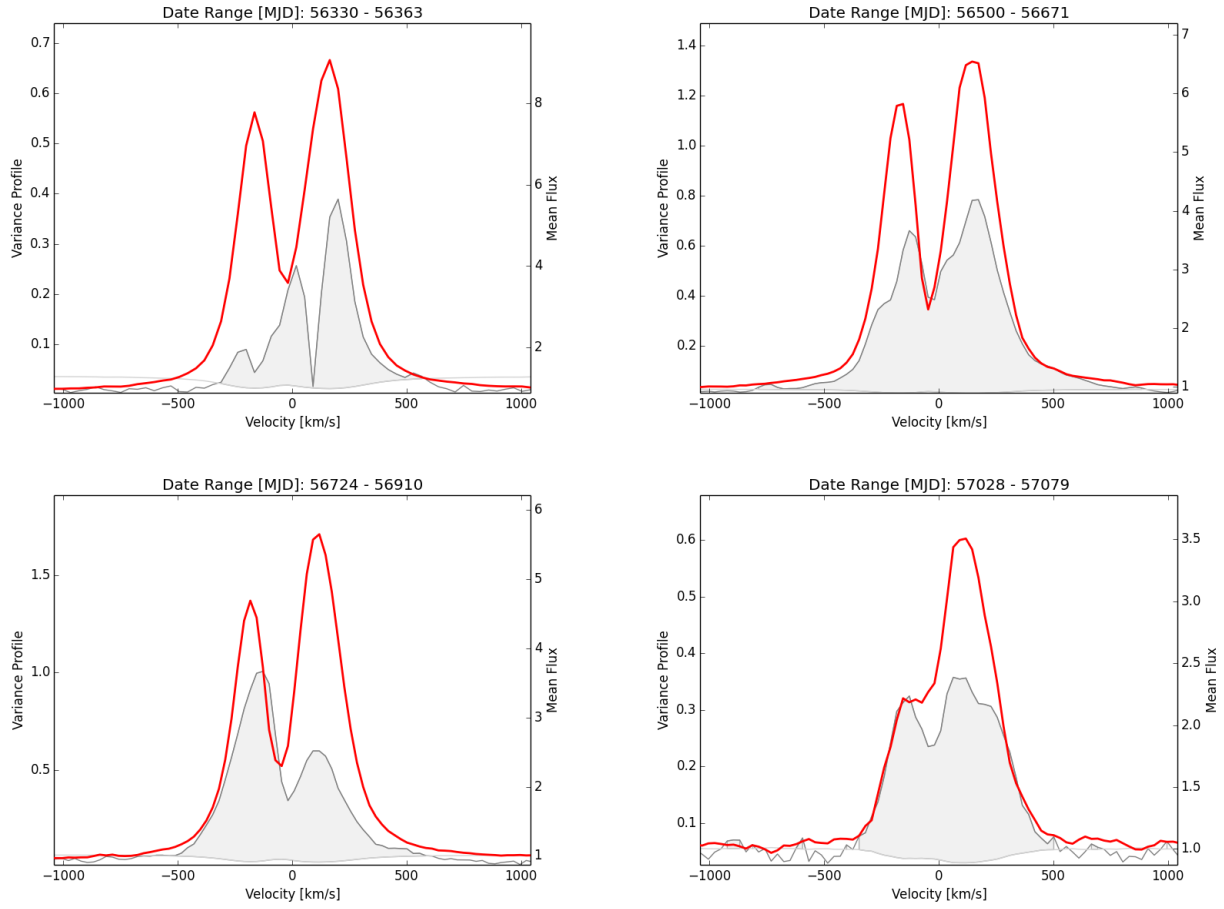 Date Range [MJD]: 56330 - 56363
0.7
0.6
0.5
0.4
0.3
0.2
0.1
Variance Profile
8
6
4
2
Mean Flux
−1000 −500 0 500 1000
Velocity [km/s]
Date Range [MJD]: 56500 - 56671
1.4
1.2
1.0
0.8
0.6
0.4
0.2
Variance Profile
7
6
5
4
3
2
1
Mean Flux
−1000 −500 0 500 1000
Velocity [km/s]
Date Range [MJD]: 56724 - 56910
1.5
1.0
0.5
Variance Profile
6
5
4
3
2
1
Mean Flux
−1000 −500 0 500 1000
Velocity [km/s]
Date Range [MJD]: 57028 - 57079
0.6
0.5
0.4
0.3
0.2
0.1
Variance Profile
3.5
3.0
2.5
2.0
1.5
1.0
Mean Flux
−1000 −500 0 500 1000
Velocity [km/s]